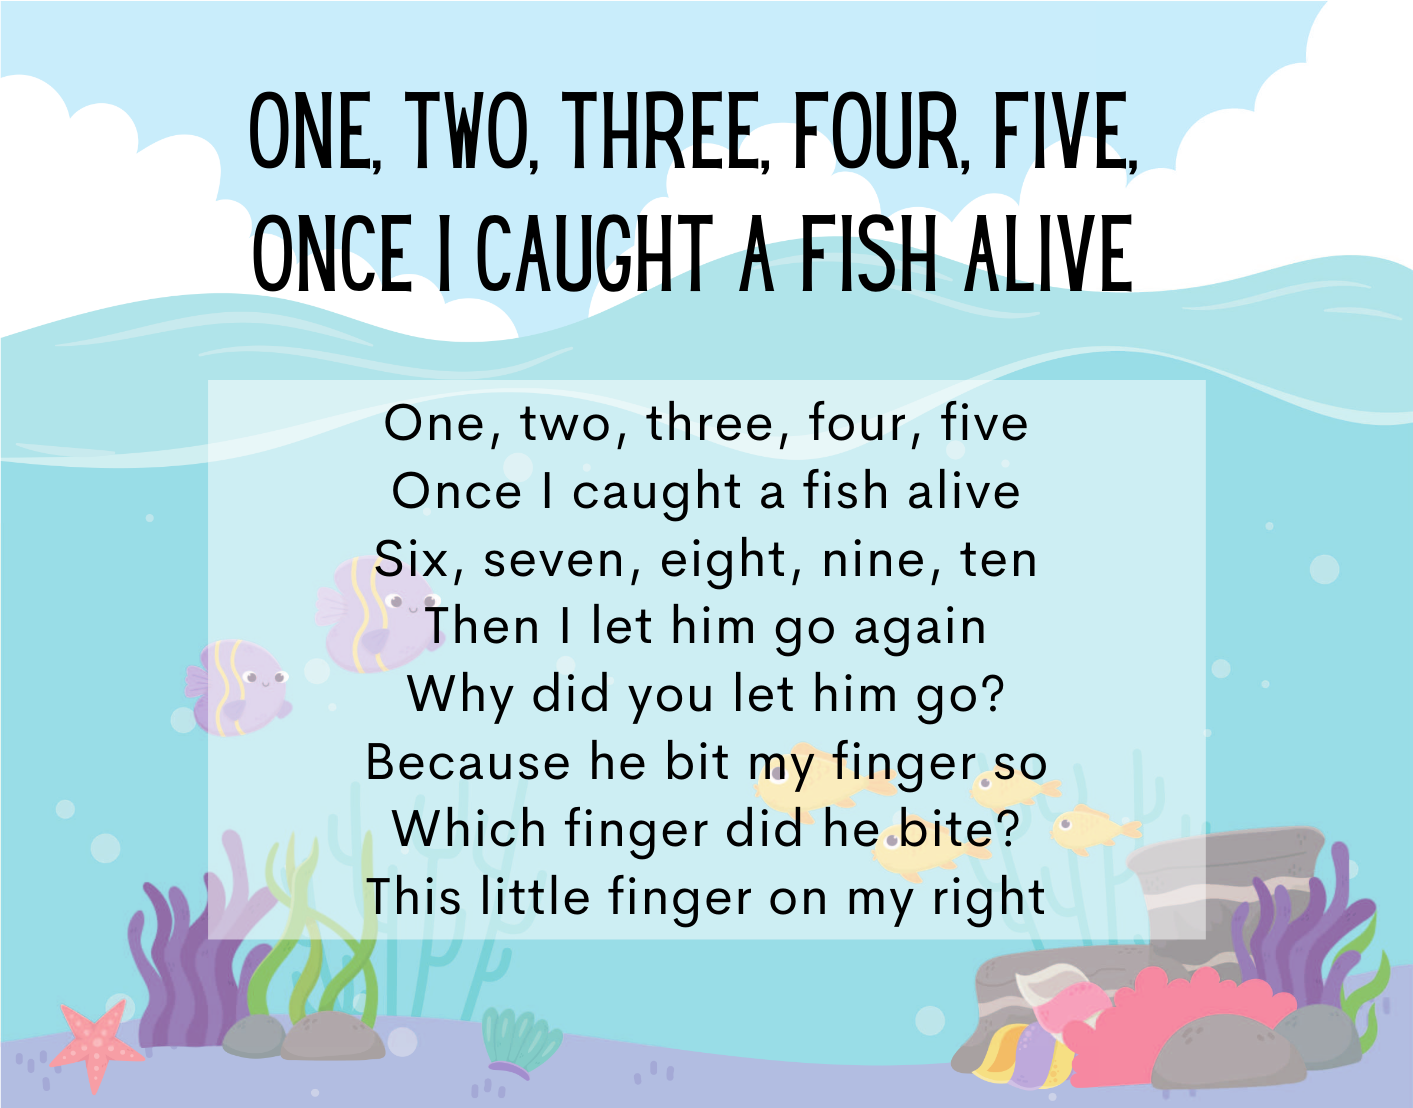 ONE, TWO, THREE, FOUR, FIVE,
ONCE I CAUGHT A FISH ALIVE
One, two, three, four, five
Once I caught a fish alive
Six, seven, eight, nine, ten
Then I let him go again
Why did you let him go?
Because he bit my finger so
Which finger did he bite?
This little finger on my right